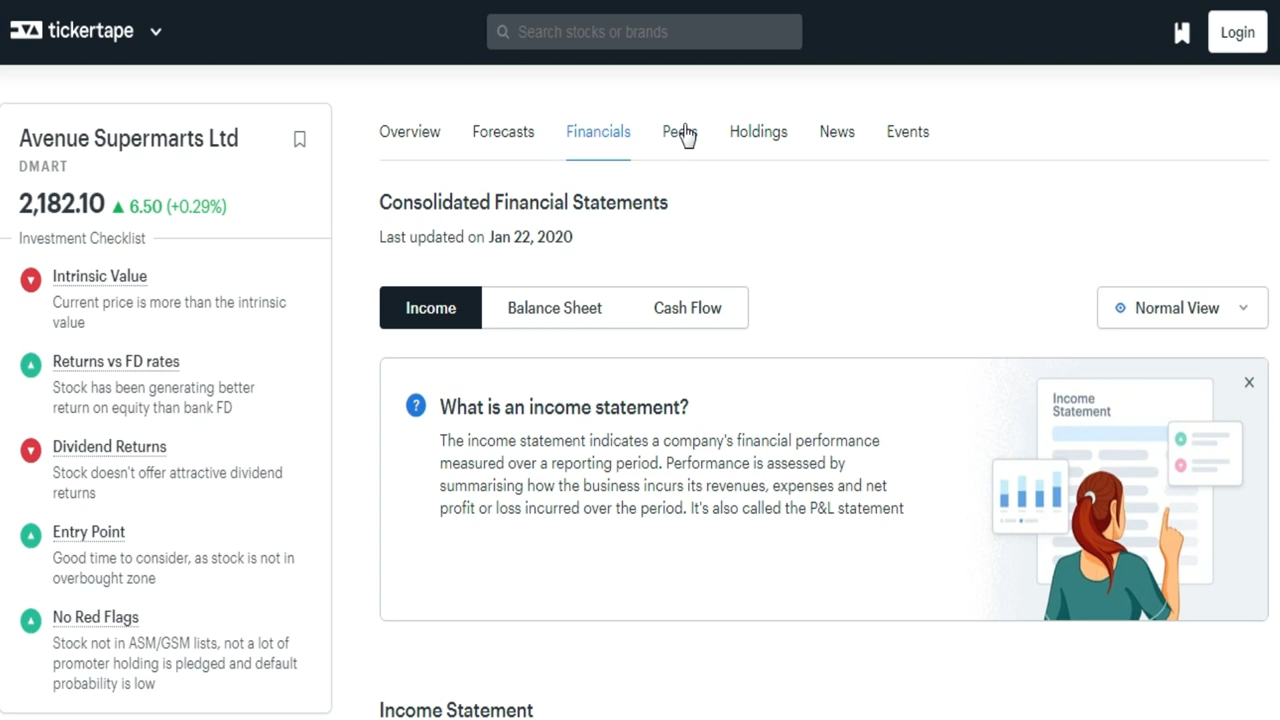 tickertape
Search stocks or brands
Login
Avenue Supermarts Ltd
DMART
2,182.10 ▲ 6.50 (+0.29%)
Investment Checklist
Intrinsic Value
Current price is more than the intrinsic
value
Returns vs FD rates
Stock has been generating better
return on equity than bank FD
Dividend Returns
Stock doesn't offer attractive dividend
returns
Entry Point
Good time to consider, as stock is not in
overbought zone
No Red Flags
Stock not in ASM/GSM lists, not a lot of
promoter holding is pledged and default
probability is low
Overview Forecasts Financials Holdings News Events
Consolidated Financial Statements
Last updated on Jan 22, 2020
Income Balance Sheet Cash Flow
Normal View
? What is an income statement?
The income statement indicates a company's financial performance
measured over a reporting period. Performance is assessed by
summarising how the business incurs its revenues, expenses and net
profit or loss incurred over the period. It's also called the P&L statement
Income
Statement
Income Statement